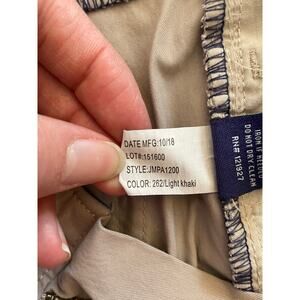 DATE MFG:10/18
LOT#:151600
STYLE:JMPA1200
COLOR: 262/Light khaki
IRON IF NEEDED
DO NOT DRY CLEAN
RN# 121927